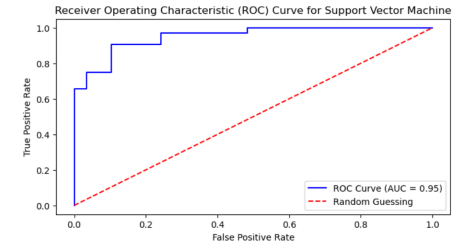 Receiver Operating Characteristic (ROC) Curve for Support Vector Machine
1.0
0.8
0.6
0.4
0.2
0.0
True Positive Rate
ROC Curve (AUC = 0.95)
Random Guessing
0.0 0.2 0.4 0.6 0.8 1.0
False Positive Rate